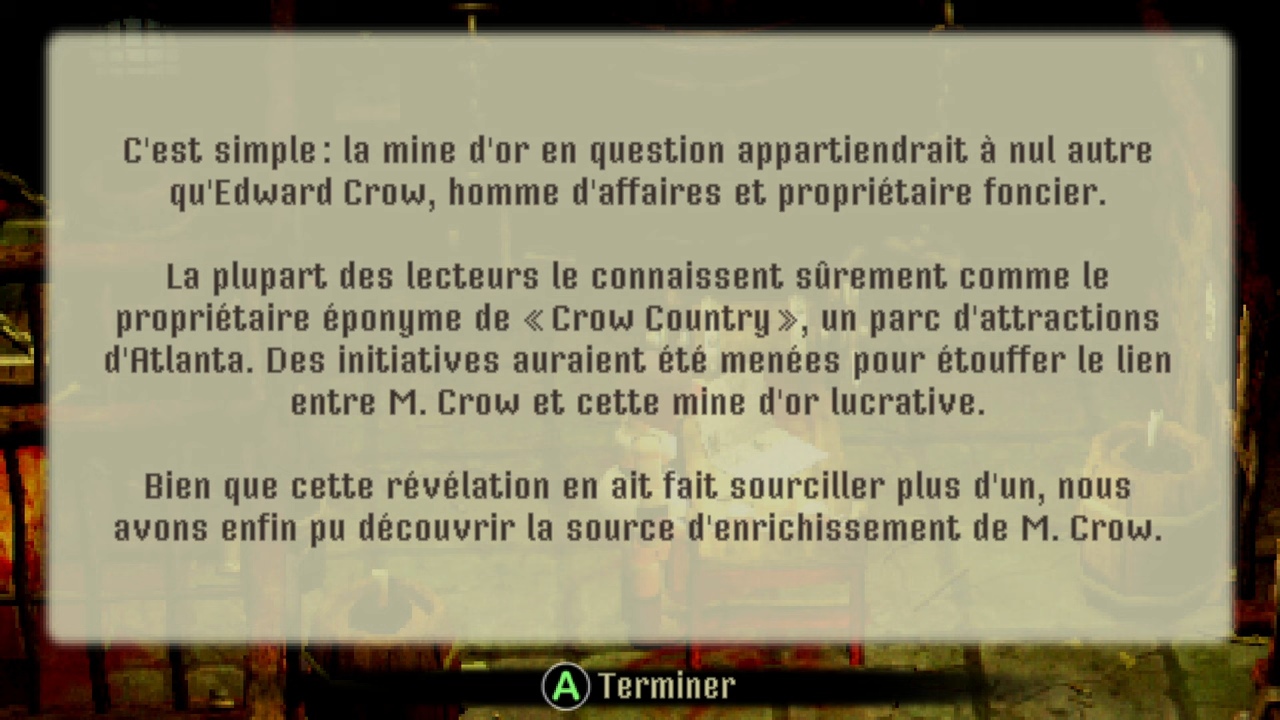 C'est simple : la mine d'or en question appartiendrait à nul autre
qu'Edward Crow, homme d'affaires et propriétaire foncier.
La plupart des lecteurs le connaissent sûrement comme le
propriétaire éponyme de « Crow Country », un parc d'attractions
d'Atlanta. Des initiatives auraient été menées pour étouffer le lien
entre M. Crow et cette mine d'or lucrative.
Bien que cette révélation en ait fait sourciller plus d'un, nous
avons enfin pu découvrir la source d'enrichissement de M. Crow.
A Terminer